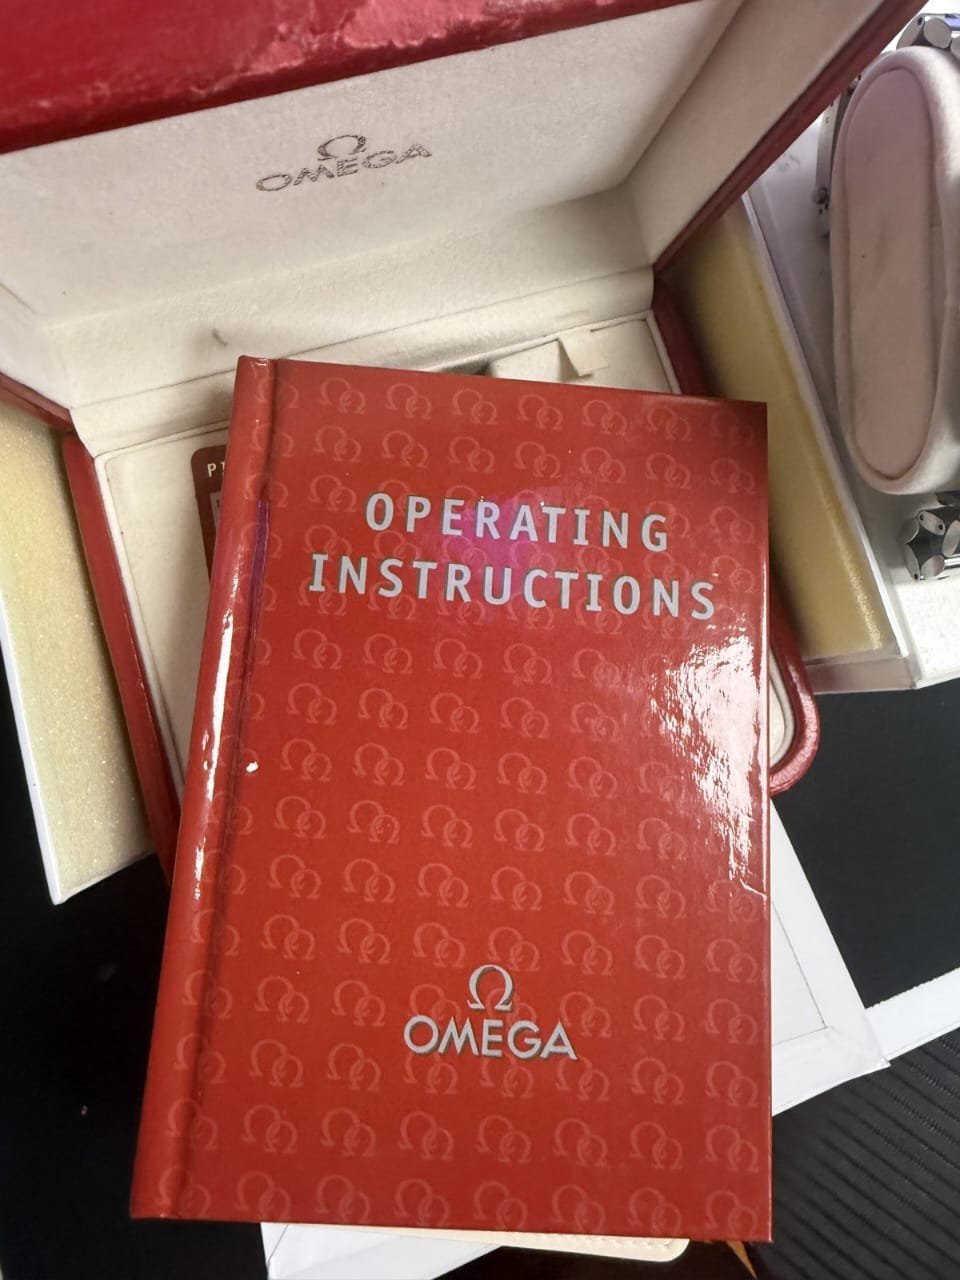 OMEGA
OPERATING
INSTRUCTIONS
Ω
OMEGA